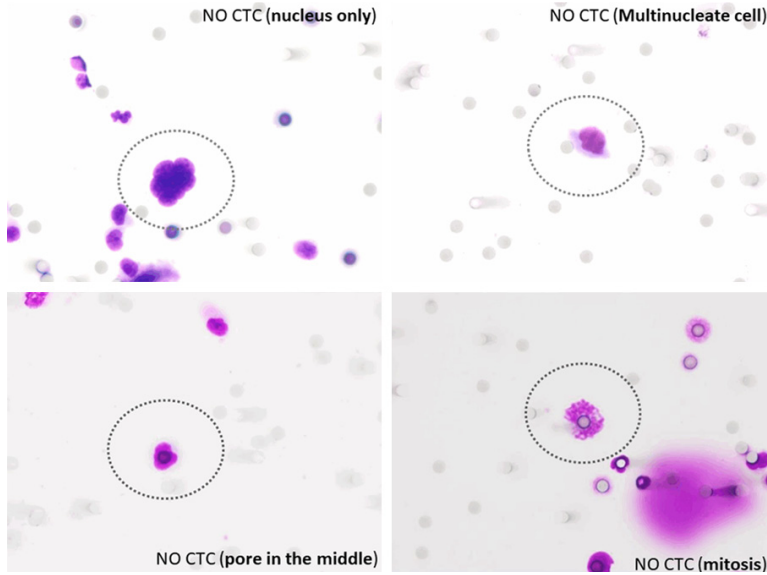 NO CTC (nucleus only)
NO CTC (Multinucleate cell)
NO CTC (pore in the middle)
NO CTC (mitosis)